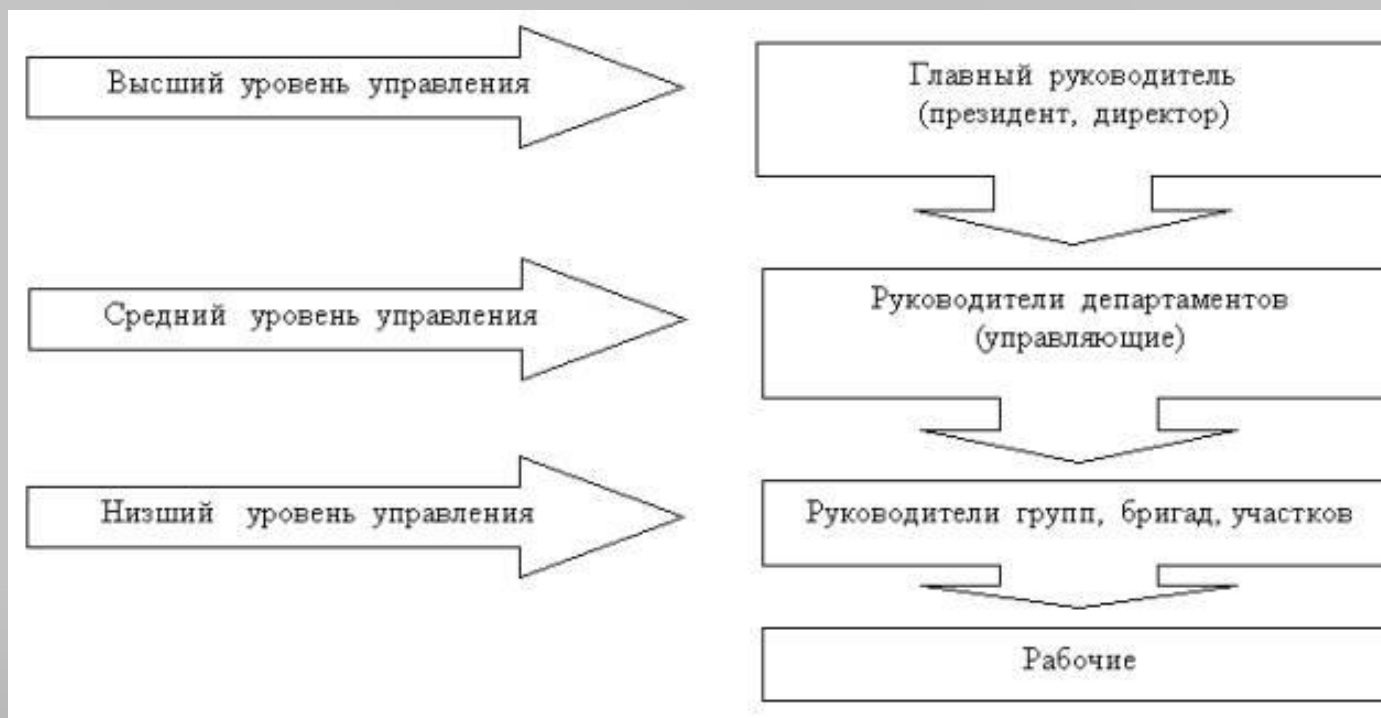 Высший уровень управления
Главный руководитель
(президент, директор)
Средний уровень управления
Руководители департаментов
(управляющие)
Низший уровень управления
Руководители групп, бригад, участков
Рабочие